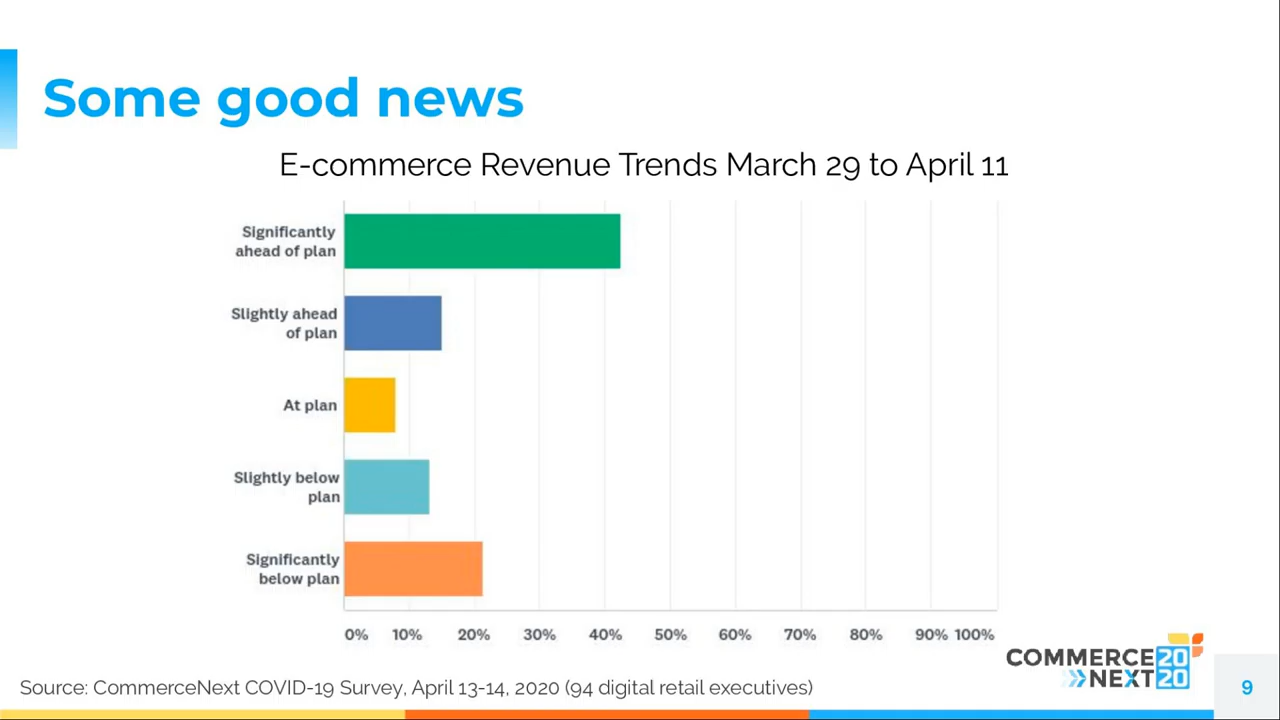 Some good news
E-commerce Revenue Trends March 29 to April 11
Significantly
ahead of plan
Slightly ahead
of plan
At plan
Slightly below
plan
Significantly
below plan
0% 10% 20% 30% 40% 50% 60% 70% 80% 90% 100%
COMMERCE 20
NEXT 20
Source: CommerceNext COVID-19 Survey, April 13-14, 2020 (94 digital retail executives)
9